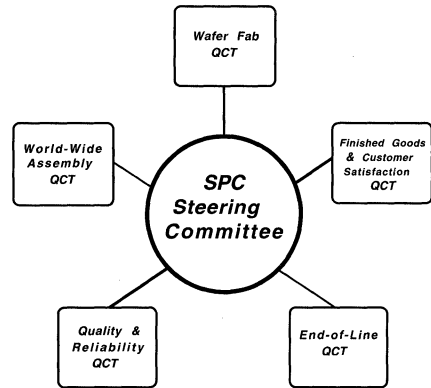 Wafer Fab
QCT
World-Wide
Assembly
QCT
Finished Goods
& Customer
Satisfaction
QCT
SPC
Steering
Committee
Quality &
Reliability
QCT
End-of-Line
QCT